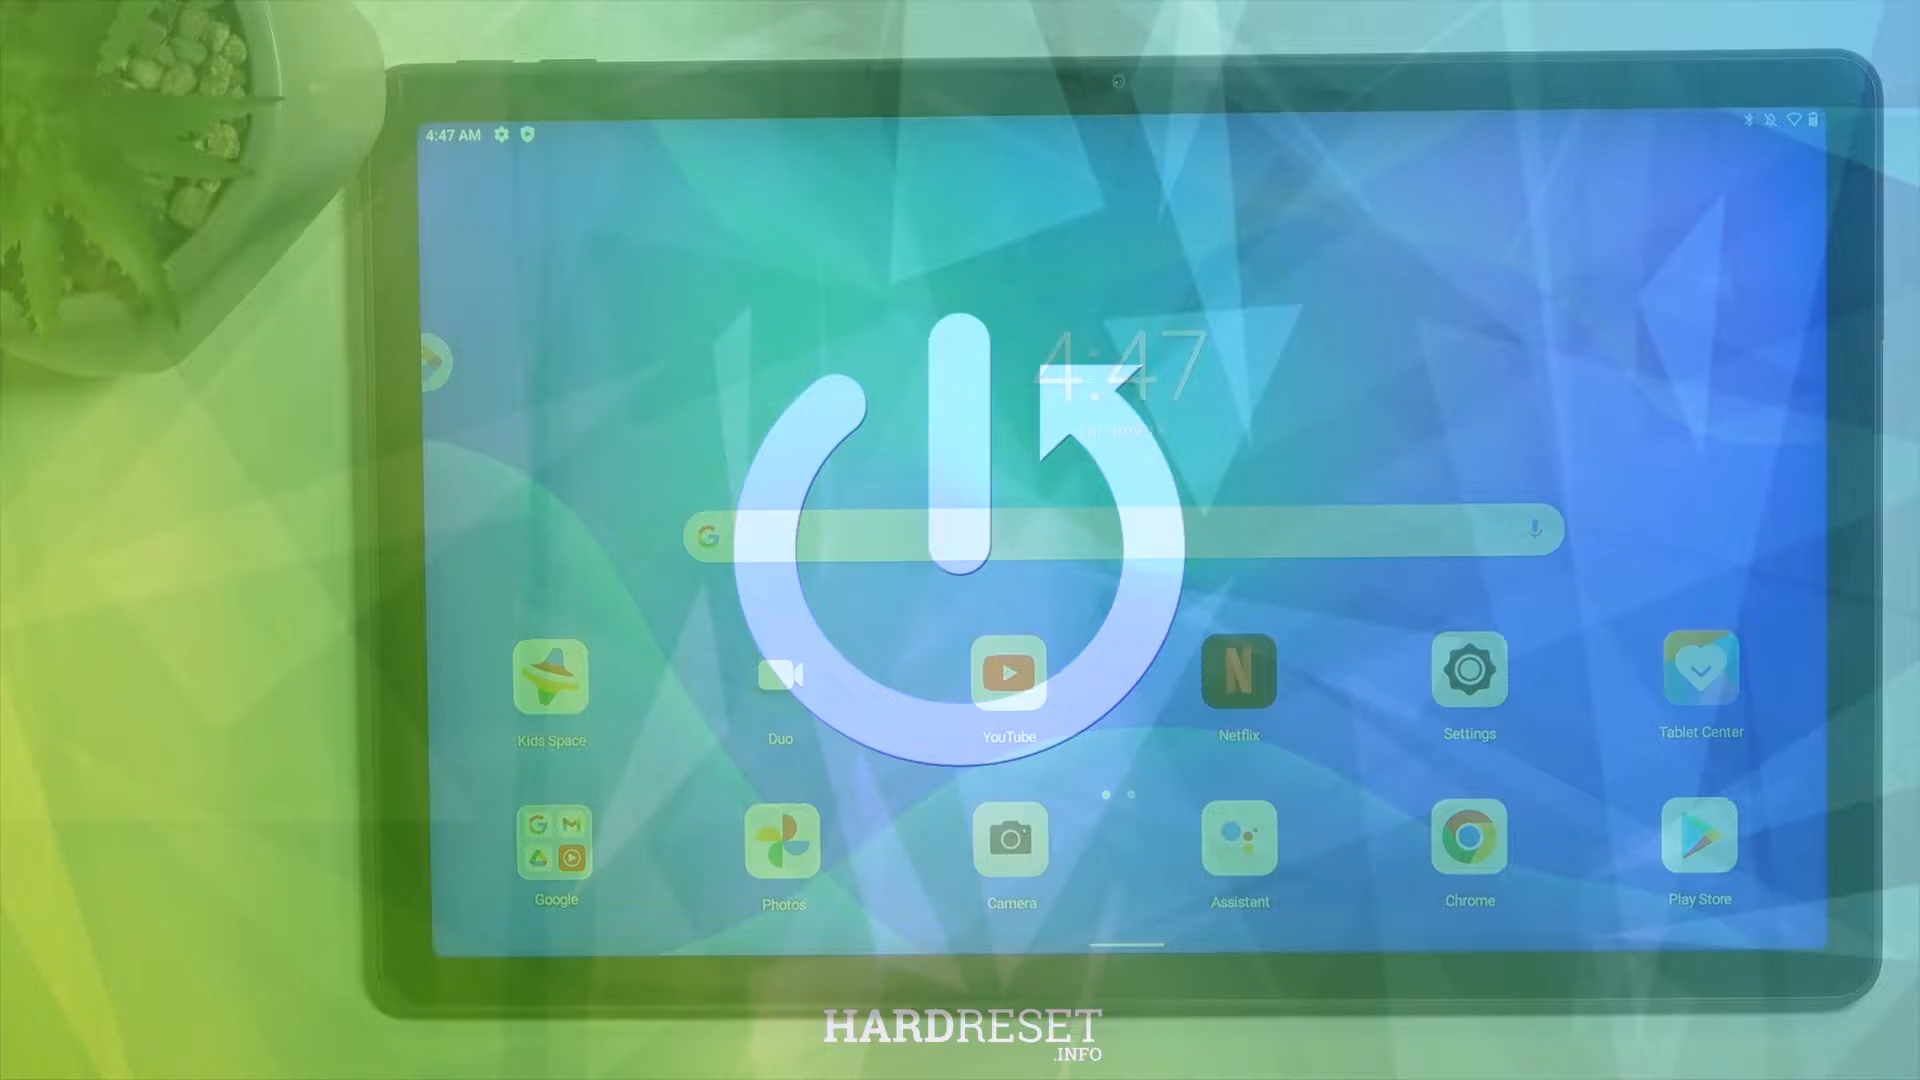 4:47 AM
4:47
Kids Space
Duo
YouTube
Netflix
Settings
Tablet Center
Google
Photos
Camera
Assistant
Chrome
Play Store
HARDRESET
.INFO